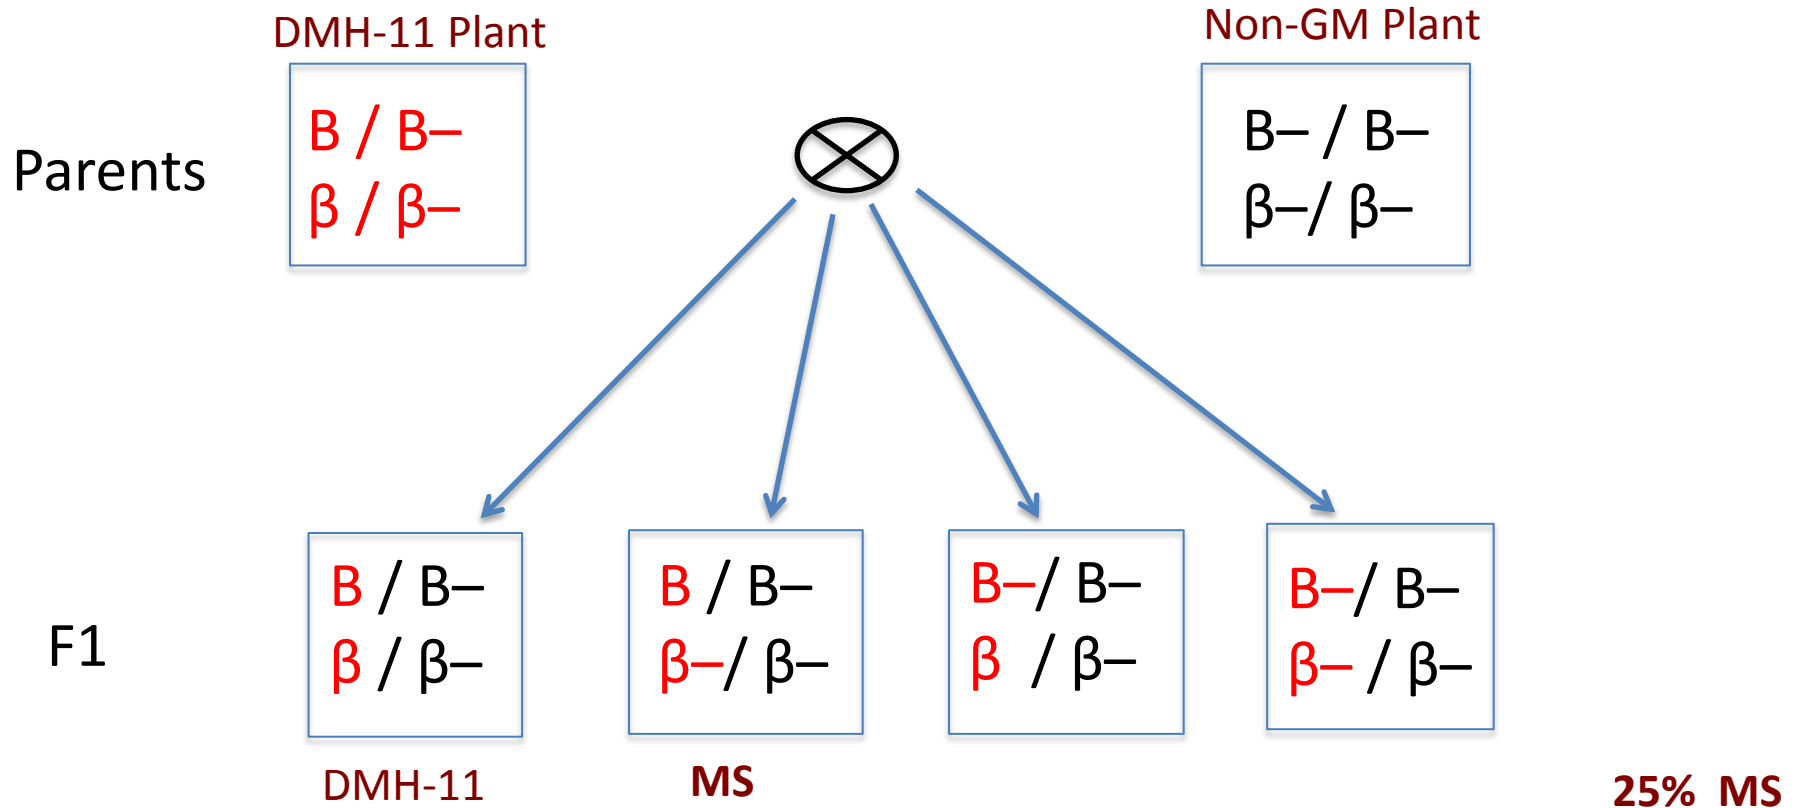 DMH-11 Plant
Non-GM Plant
Parents
B / B–
β / β–
B– / B–
β–/ β–
F1
B / B–
β / β–
B / B–
β–/ β–
B–/ B–
β / β–
B–/ B–
β– / β–
DMH-11
MS
25% MS